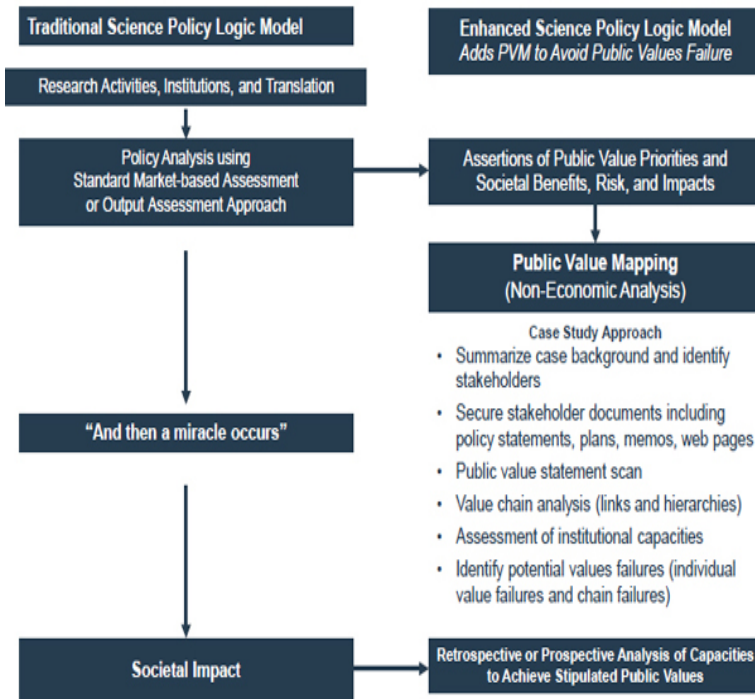 Traditional Science Policy Logic Model
Research Activities, Institutions, and Translation
Policy Analysis using
Standard Market-based Assessment
or Output Assessment Approach
“And then a miracle occurs”
Societal Impact
Enhanced Science Policy Logic Model
Adds PVM to Avoid Public Values Failure
Assertions of Public Value Priorities and
Societal Benefits, Risk, and Impacts
Public Value Mapping
(Non-Economic Analysis)
Case Study Approach
• Summarize case background and identify
stakeholders
• Secure stakeholder documents including
policy statements, plans, memos, web pages
• Public value statement scan
• Value chain analysis (links and hierarchies)
• Assessment of institutional capacities
• Identify potential values failures (individual
value failures and chain failures)
Retrospective or Prospective Analysis of Capacities
to Achieve Stipulated Public Values